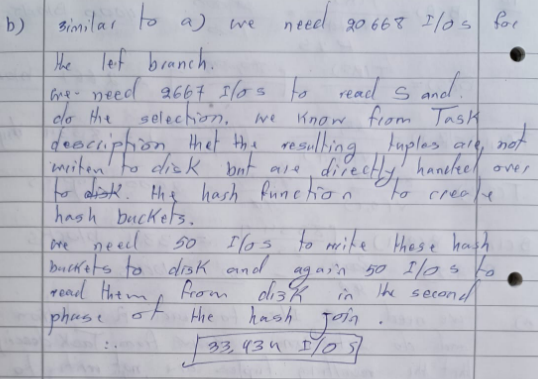 b) similar to a) we need 20668 I/Os for
the lef branch.
we need 2667 I/Os to read S and
do the selection. we know from Task
description thet the resulting tuples are not
writen to disk but are directly handed over
to disk. the hash function to create
hash buckets.
we need 50 I/Os to write these hash
buckets to disk and again 50 I/Os to
read them from disk in the second
phase of the hash join.
∴ 33,434 I/Os